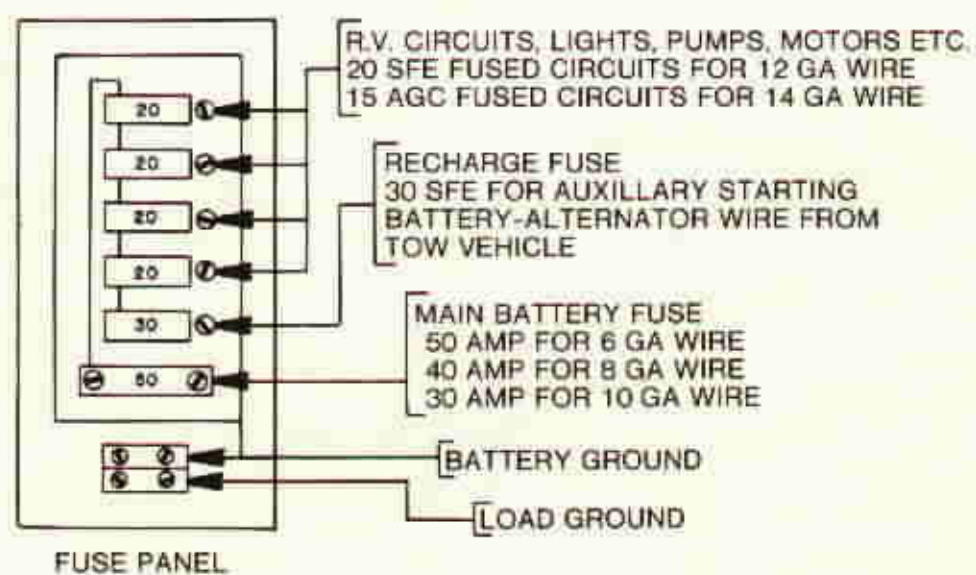 R.V. CIRCUITS, LIGHTS, PUMPS, MOTORS ETC.
20 SFE FUSED CIRCUITS FOR 12 GA WIRE
15 AGC FUSED CIRCUITS FOR 14 GA WIRE
20
20
20
20
30
50
RECHARGE FUSE
30 SFE FOR AUXILLARY STARTING
BATTERY-ALTERNATOR WIRE FROM
TOW VEHICLE
MAIN BATTERY FUSE
50 AMP FOR 6 GA WIRE
40 AMP FOR 8 GA WIRE
30 AMP FOR 10 GA WIRE
BATTERY GROUND
LOAD GROUND
FUSE PANEL